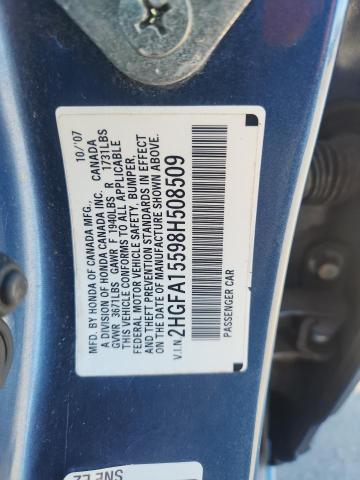 MFD. BY HONDA OF CANADA MFG. 10/'07
A DIVISION OF HONDA CANADA INC. CANADA
GVWR 3671LBS GAWR F 1940LBS R 1731LBS
THIS VEHICLE CONFORMS TO ALL APPLICABLE
FEDERAL MOTOR VEHICLE SAFETY, BUMPER,
AND THEFT PREVENTION STANDARDS IN EFFECT
ON THE DATE OF MANUFACTURE SHOWN ABOVE.
V.I.N: 2HGFA15598H508509
PASSENGER CAR